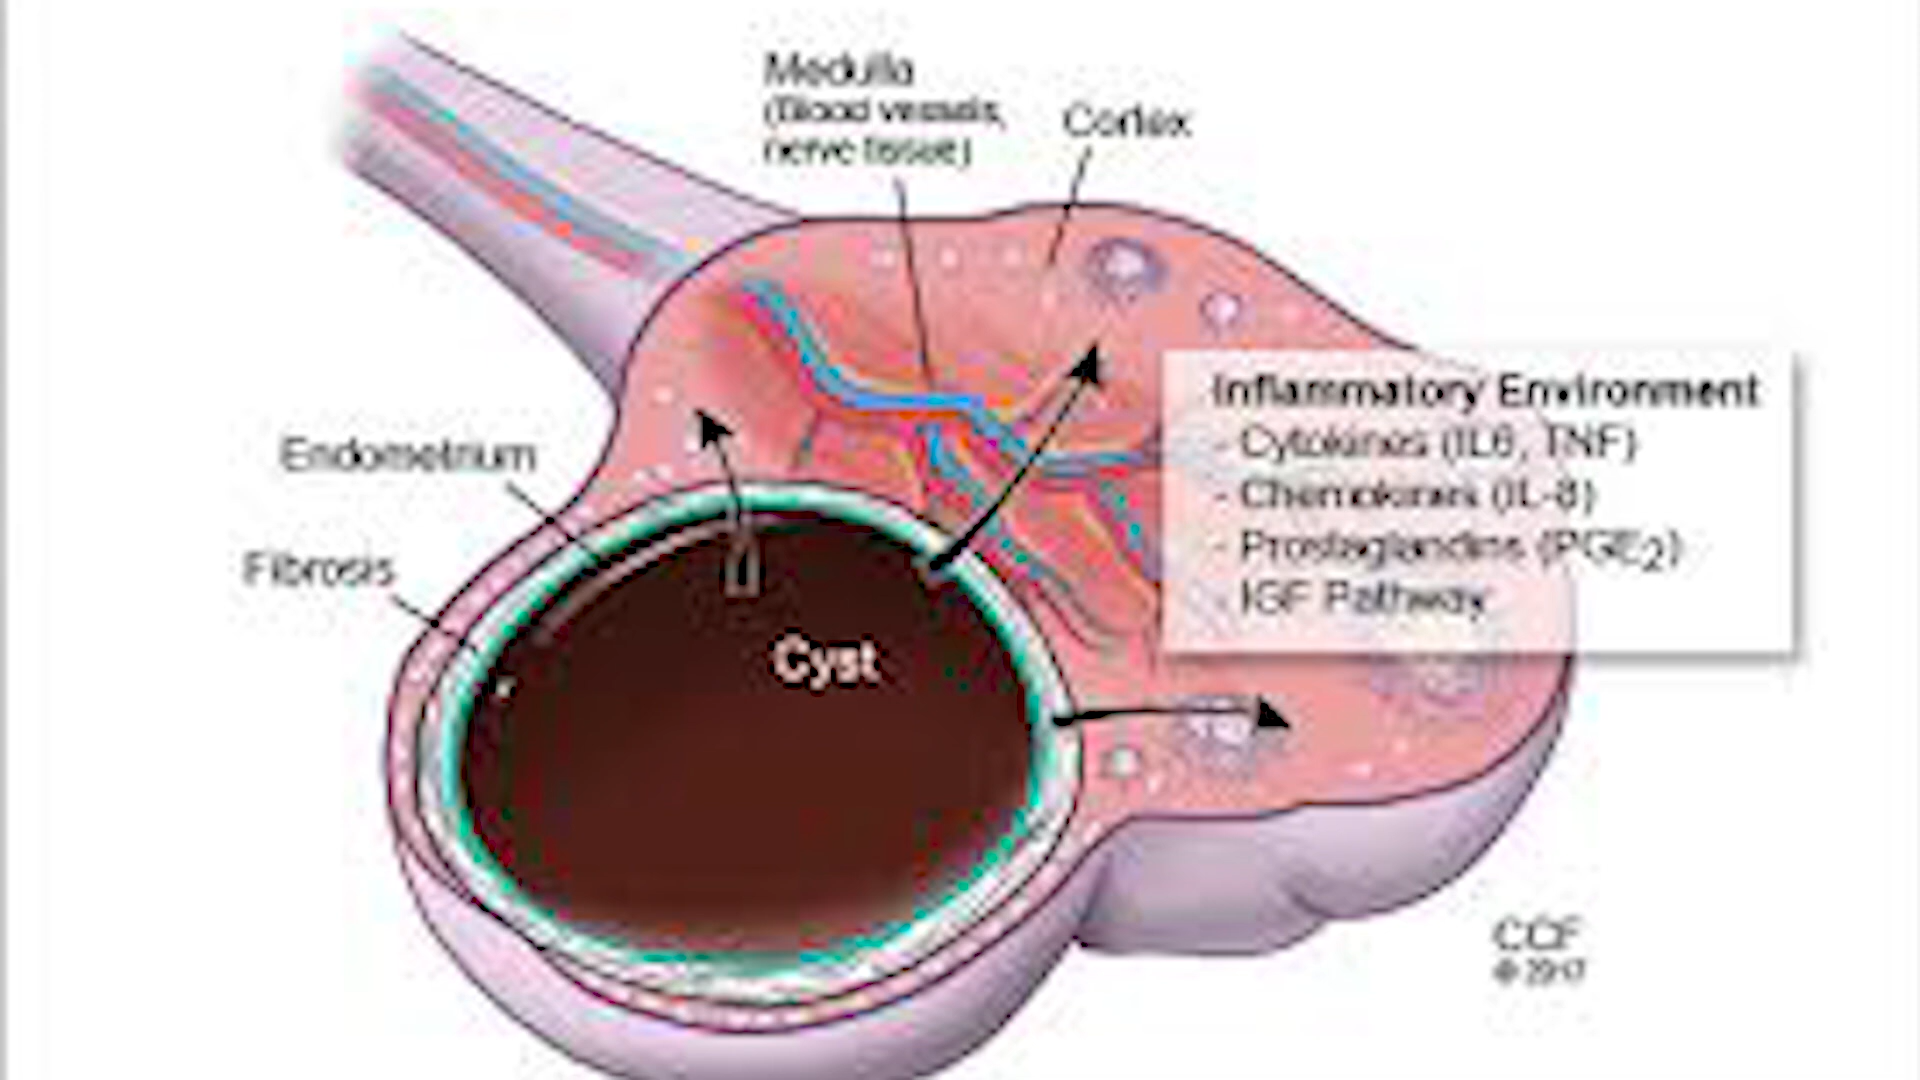 Medulla
(Blood vessels,
nerve tissue)
Cortex
Inflammatory Environment
- Cytokines (IL6, TNF)
- Chemokines (IL-8)
- Prostaglandins (PGE2)
- IGF Pathway
Endometrium
Fibrosis
Cyst
CCF
© 2017